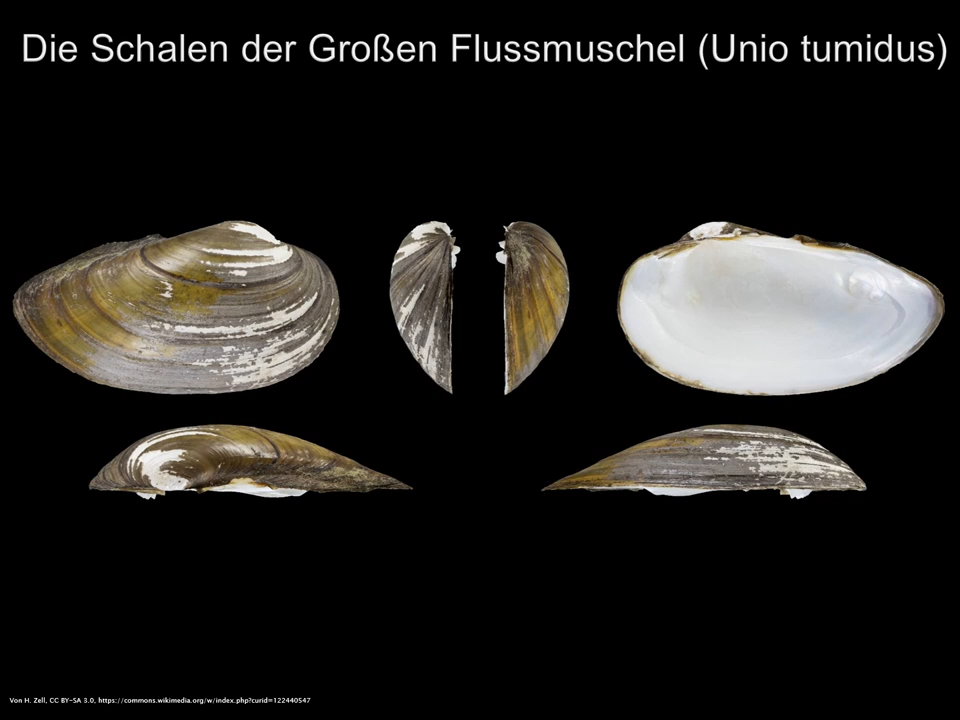 Die Schalen der Großen Flussmuschel (Unio tumidus)
Von H. Zell, CC BY-SA 3.0, https://commons.wikimedia.org/w/index.php?curid=122440547